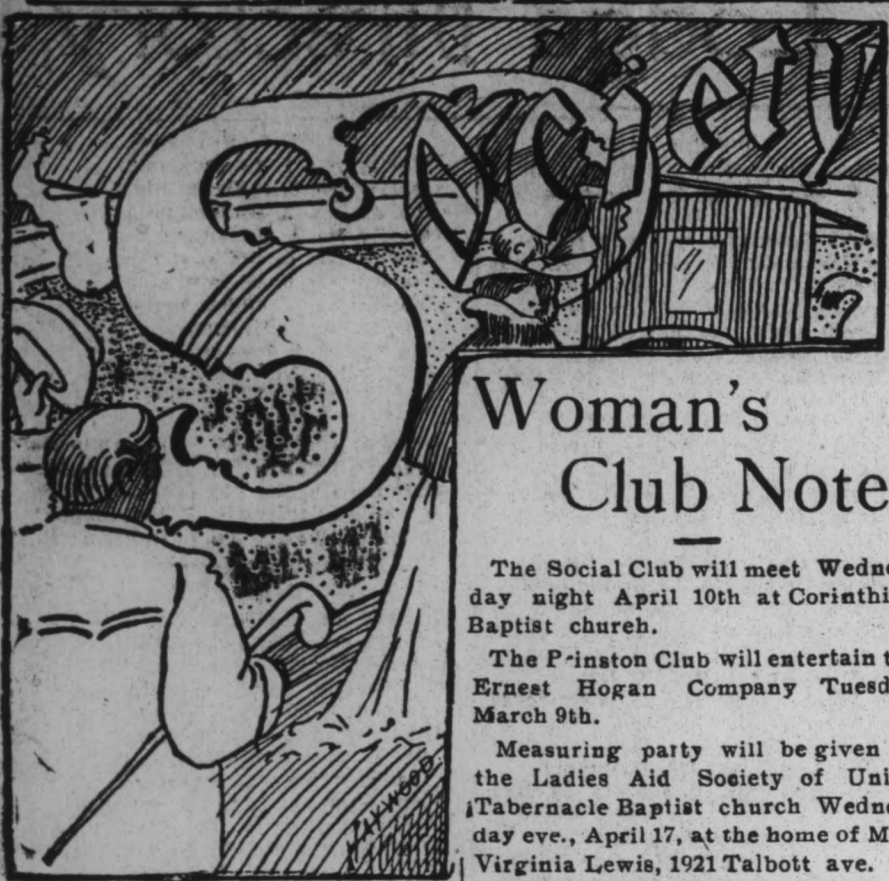 Society
Woman's
Club Note
The Social Club will meet Wedne
day night April 10th at Corinthi
Baptist chureh.
The P-inston Club will entertain t
Ernest Hogan Company Tuesd
March 9th.
Measuring party will be given
the Ladies Aid Society of Uni
Tabernacle Baptist church Wedne
day eve., April 17, at the home of M
Virginia Lewis, 1921 Talbott ave.
HAYWOOD